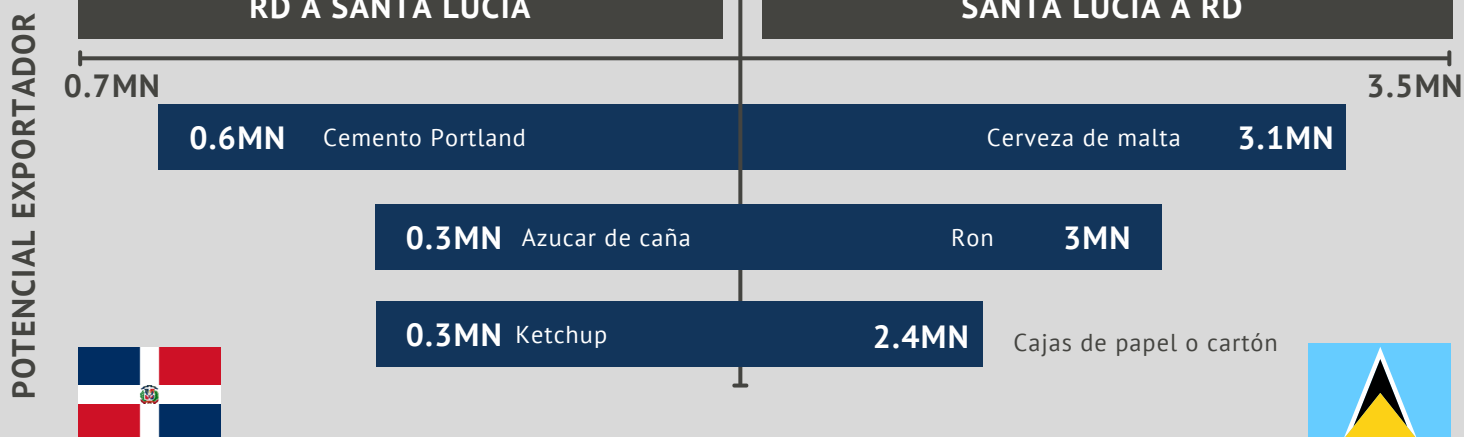 RD A SANTA LUCIA
SANTA LUCIA A RD
POTENCIAL EXPORTADOR
0.7MN
3.5MN
0.6MN Cemento Portland
Cerveza de malta 3.1MN
0.3MN Azucar de caña
Ron 3MN
0.3MN Ketchup
2.4MN Cajas de papel o cartón